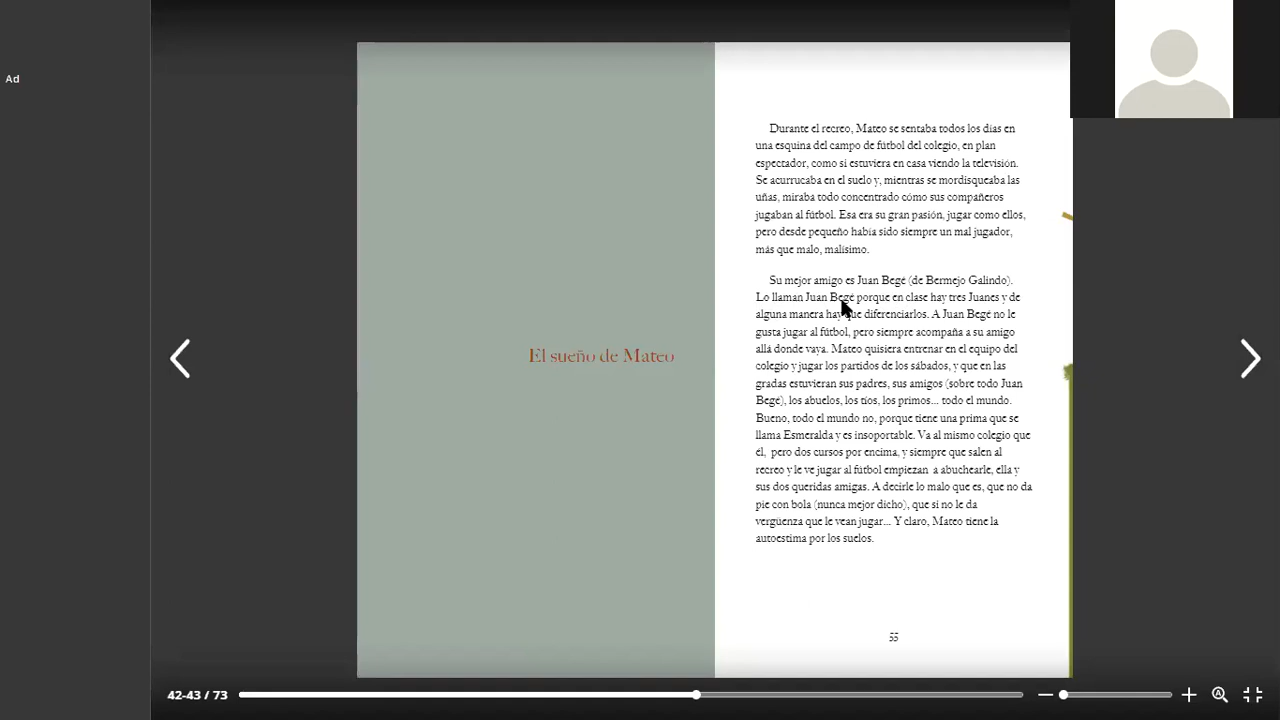 Ad
El sueño de Mateo
Durante el recreo, Mateo se sentaba todos los días en
una esquina del campo de fútbol del colegio, en plan
espectador, como si estuviera en casa viendo la televisión.
Se acurrucaba en el suelo y, mientras se mordisqueaba las
uñas, miraba todo concentrado cómo sus compañeros
jugaban al fútbol. Esa era su gran pasión, jugar como ellos,
pero desde pequeño había sido siempre un mal jugador,
más que malo, malísimo.
Su mejor amigo es Juan Begé (de Bermejo Galindo).
Lo llaman Juan Begé porque en clase hay tres Juanes y de
alguna manera hay que diferenciarlos. A Juan Begé no le
gusta jugar al fútbol, pero siempre acompaña a su amigo
allá donde vaya. Mateo quisiera entrenar en el equipo del
colegio y jugar los partidos de los sábados, y que en las
gradas estuvieran sus padres, sus amigos (sobre todo Juan
Begé), los abuelos, los tíos, los primos... todo el mundo.
Bueno, todo el mundo no, porque tiene una prima que se
llama Esmeralda y es insoportable. Va al mismo colegio que
él, pero dos cursos por encima, y siempre que salen al
recreo y le ve jugar al fútbol empiezan a abuchearle, ella y
sus dos queridas amigas. A decirle lo malo que es, que no da
pie con bola (nunca mejor dicho), que si no le da
vergüenza que le vean jugar... Y claro, Mateo tiene la
autoestima por los suelos.
55
42-43 / 73